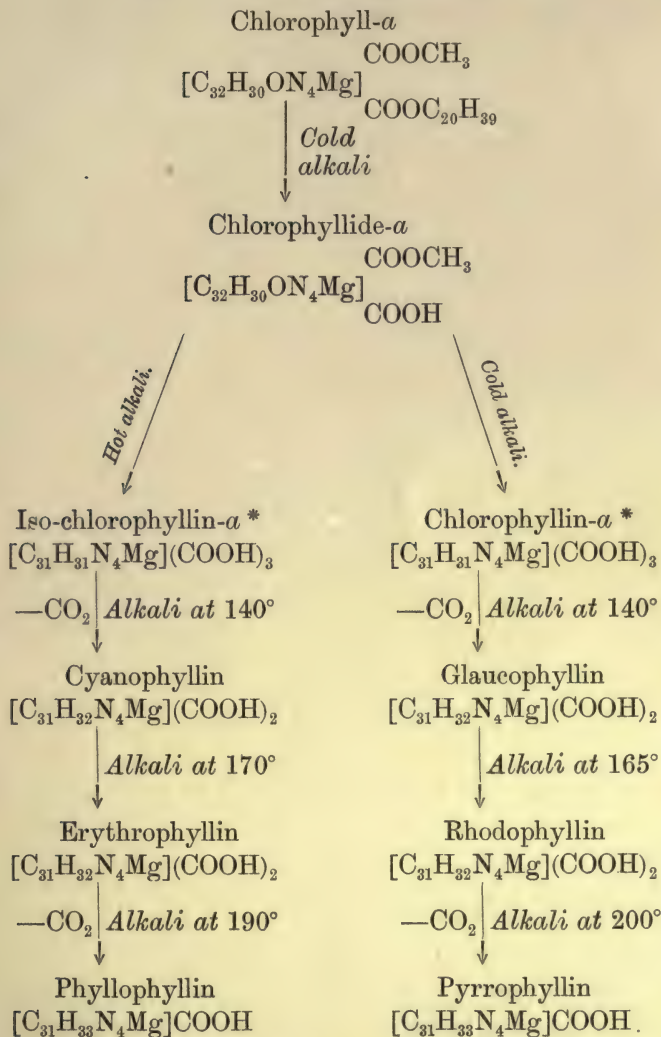 Chlorophyll-a
COOCH₃
[C₃₂H₃₀ON₄Mg]
COOC₂₀H₃₉
Cold
alkali
Chlorophyllide-a
COOCH₃
[C₃₂H₃₀ON₄Mg]
COOH
Hot alkali.
Cold alkali.
Iso-chlorophyllin-a * Chlorophyllin-a *
[C₃₁H₃₁N₄Mg](COOH)₃ [C₃₁H₃₁N₄Mg](COOH)₃
—CO₂ Alkali at 140° —CO₂ Alkali at 140°
Cyanophyllin Glaucophyllin
[C₃₁H₃₂N₄Mg](COOH)₂ [C₃₁H₃₂N₄Mg](COOH)₂
Alkali at 170° Alkali at 165°
Erythrophyllin Rhodophyllin
[C₃₁H₃₂N₄Mg](COOH)₂ [C₃₁H₃₂N₄Mg](COOH)₂
—CO₂ Alkali at 190° —CO₂ Alkali at 200°
Phyllophyllin Pyrrophyllin
[C₃₁H₃₃N₄Mg]COOH [C₃₁H₃₃N₄Mg]COOH.